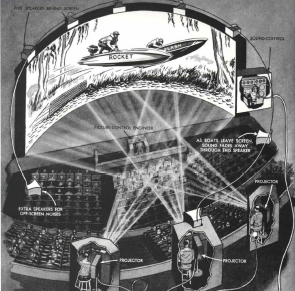 FIVE SPEAKERS BEHIND SCREEN
SOUND CONTROL
ROCKET
PICTURE CONTROL ENGINEER
AS BOATS LEAVE SCREEN,
SOUND FADES AWAY
THROUGH THIS SPEAKER
EXTRA SPEAKERS FOR
OFF-SCREEN NOISES
PROJECTOR
PROJECTOR
PROJECTOR